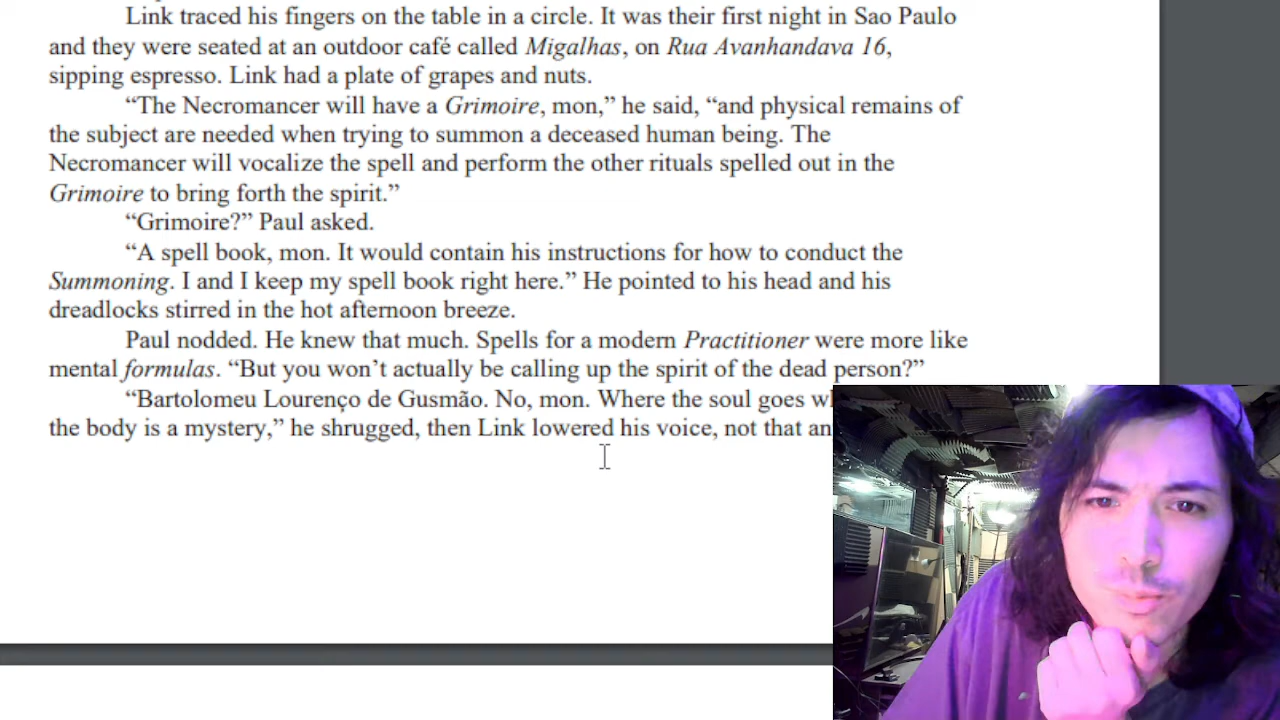 Link traced his fingers on the table in a circle. It was their first night in Sao Paulo
and they were seated at an outdoor café called Migalhas, on Rua Avanhandava 16,
sipping espresso. Link had a plate of grapes and nuts.
“The Necromancer will have a Grimoire, mon,” he said, “and physical remains of
the subject are needed when trying to summon a deceased human being. The
Necromancer will vocalize the spell and perform the other rituals spelled out in the
Grimoire to bring forth the spirit.”
“Grimoire?” Paul asked.
“A spell book, mon. It would contain his instructions for how to conduct the
Summoning. I and I keep my spell book right here.” He pointed to his head and his
dreadlocks stirred in the hot afternoon breeze.
Paul nodded. He knew that much. Spells for a modern Practitioner were more like
mental formulas. “But you won’t actually be calling up the spirit of the dead person?”
“Bartolomeu Lourenço de Gusmão. No, mon. Where the soul goes
the body is a mystery,” he shrugged, then Link lowered his voice, not that